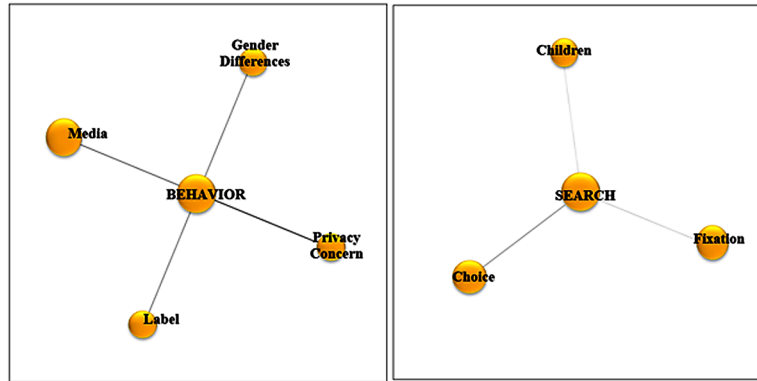 Gender
Differences
Media
BEHAVIOR
Privacy
Concern
Label
Children
SEARCH
Fixation
Choice